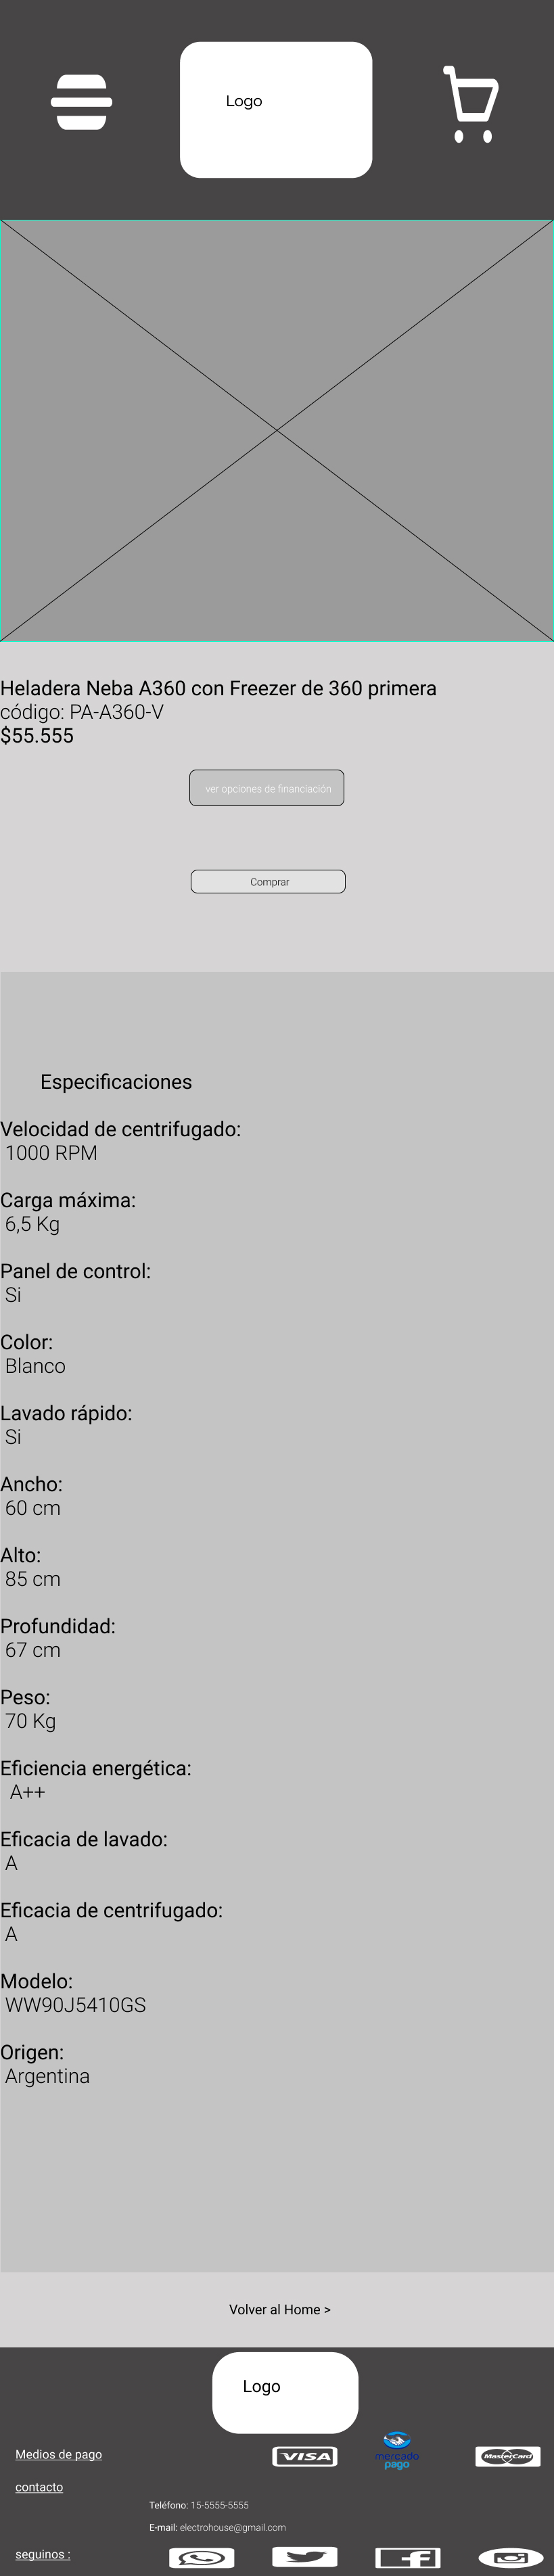 Logo
Heladera Neba A360 con Freezer de 360 primera
código: PA-A360-V
$55.555
ver opciones de financiación
Comprar
Especificaciones
Velocidad de centrifugado:
1000 RPM
Carga máxima:
6,5 Kg
Panel de control:
Si
Color:
Blanco
Lavado rápido:
Si
Ancho:
60 cm
Alto:
85 cm
Profundidad:
67 cm
Peso:
70 Kg
Eficiencia energética:
A++
Eficacia de lavado:
A
Eficacia de centrifugado:
A
Modelo:
WW90J5410GS
Origen:
Argentina
Volver al Home >
Logo
Medios de pago
VISA
mercado
pago
MasterCard
contacto
Teléfono: 15-5555-5555
E-mail: electrohouse@gmail.com
seguinos :